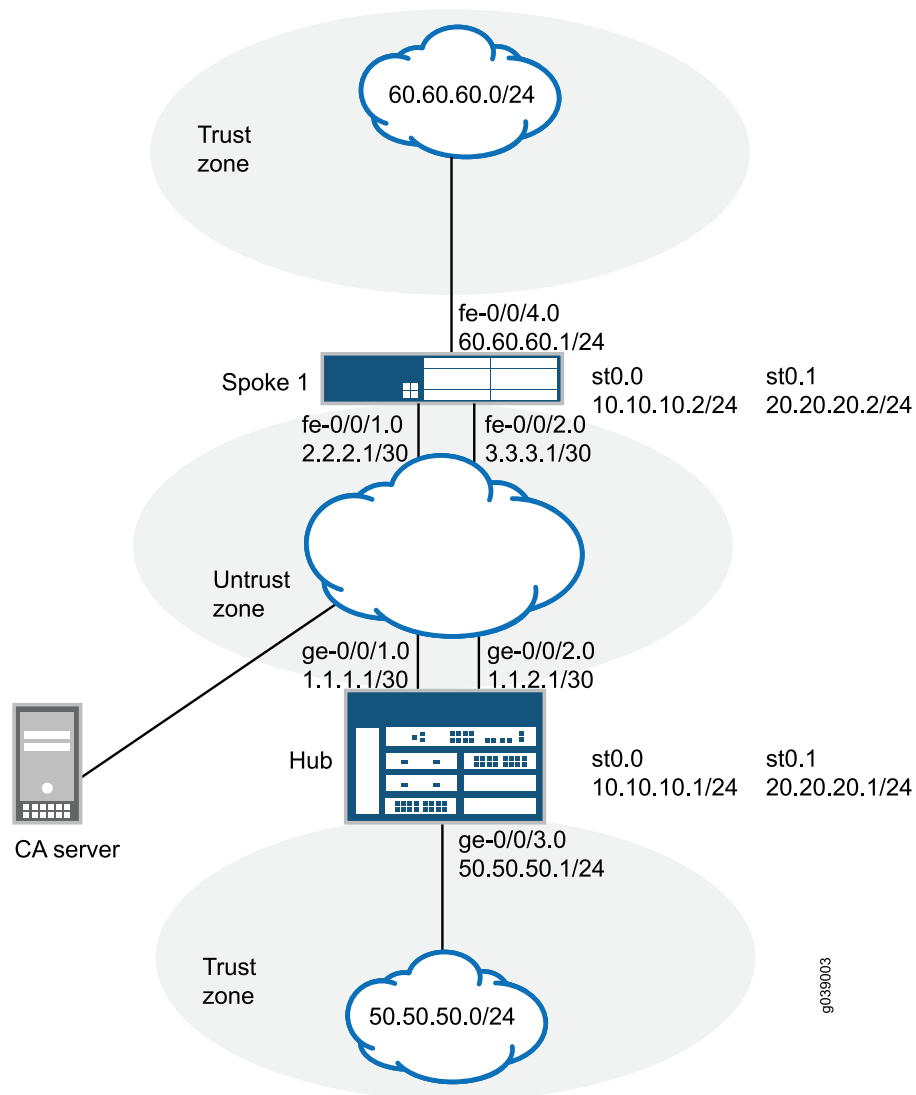 60.60.60.0/24
Trust
zone
fe-0/0/4.0
60.60.60.1/24
Spoke 1
st0.0
10.10.10.2/24
st0.1
20.20.20.2/24
fe-0/0/1.0
2.2.2.1/30
fe-0/0/2.0
3.3.3.1/30
Untrust
zone
ge-0/0/1.0
1.1.1.1/30
ge-0/0/2.0
1.1.2.1/30
Hub
st0.0
10.10.10.1/24
st0.1
20.20.20.1/24
CA server
ge-0/0/3.0
50.50.50.1/24
Trust
zone
50.50.50.0/24
g039003